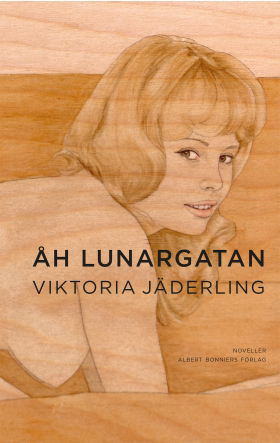 ÅH LUNARGATAN
VIKTORIA JÄDERLING
NOVELLER
ALBERT BONNIERS FÖRLAG